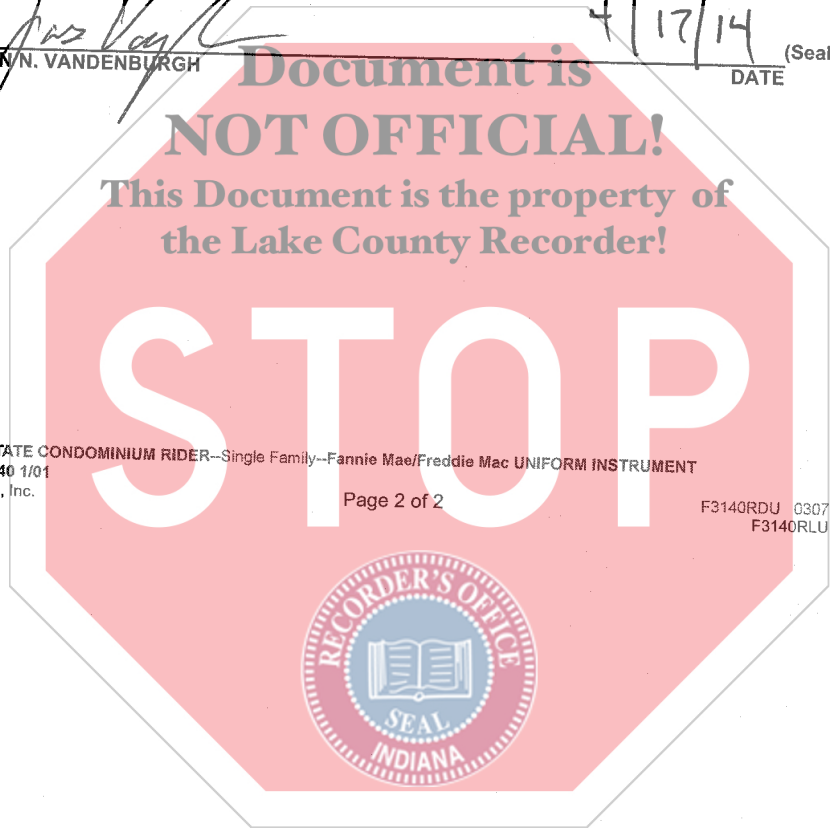 4/17/14
N N. VANDENBURGH
DATE
(Seal
Document is
NOT OFFICIAL!
This Document is the property of
the Lake County Recorder!
STOP
TATE CONDOMINIUM RIDER--Single Family--Fannie Mae/Freddie Mac UNIFORM INSTRUMENT
40 1/01
, Inc.
Page 2 of 2
F3140RDU 0307
F3140RLU
RECORDER'S OFFICE
SEAL
INDIANA